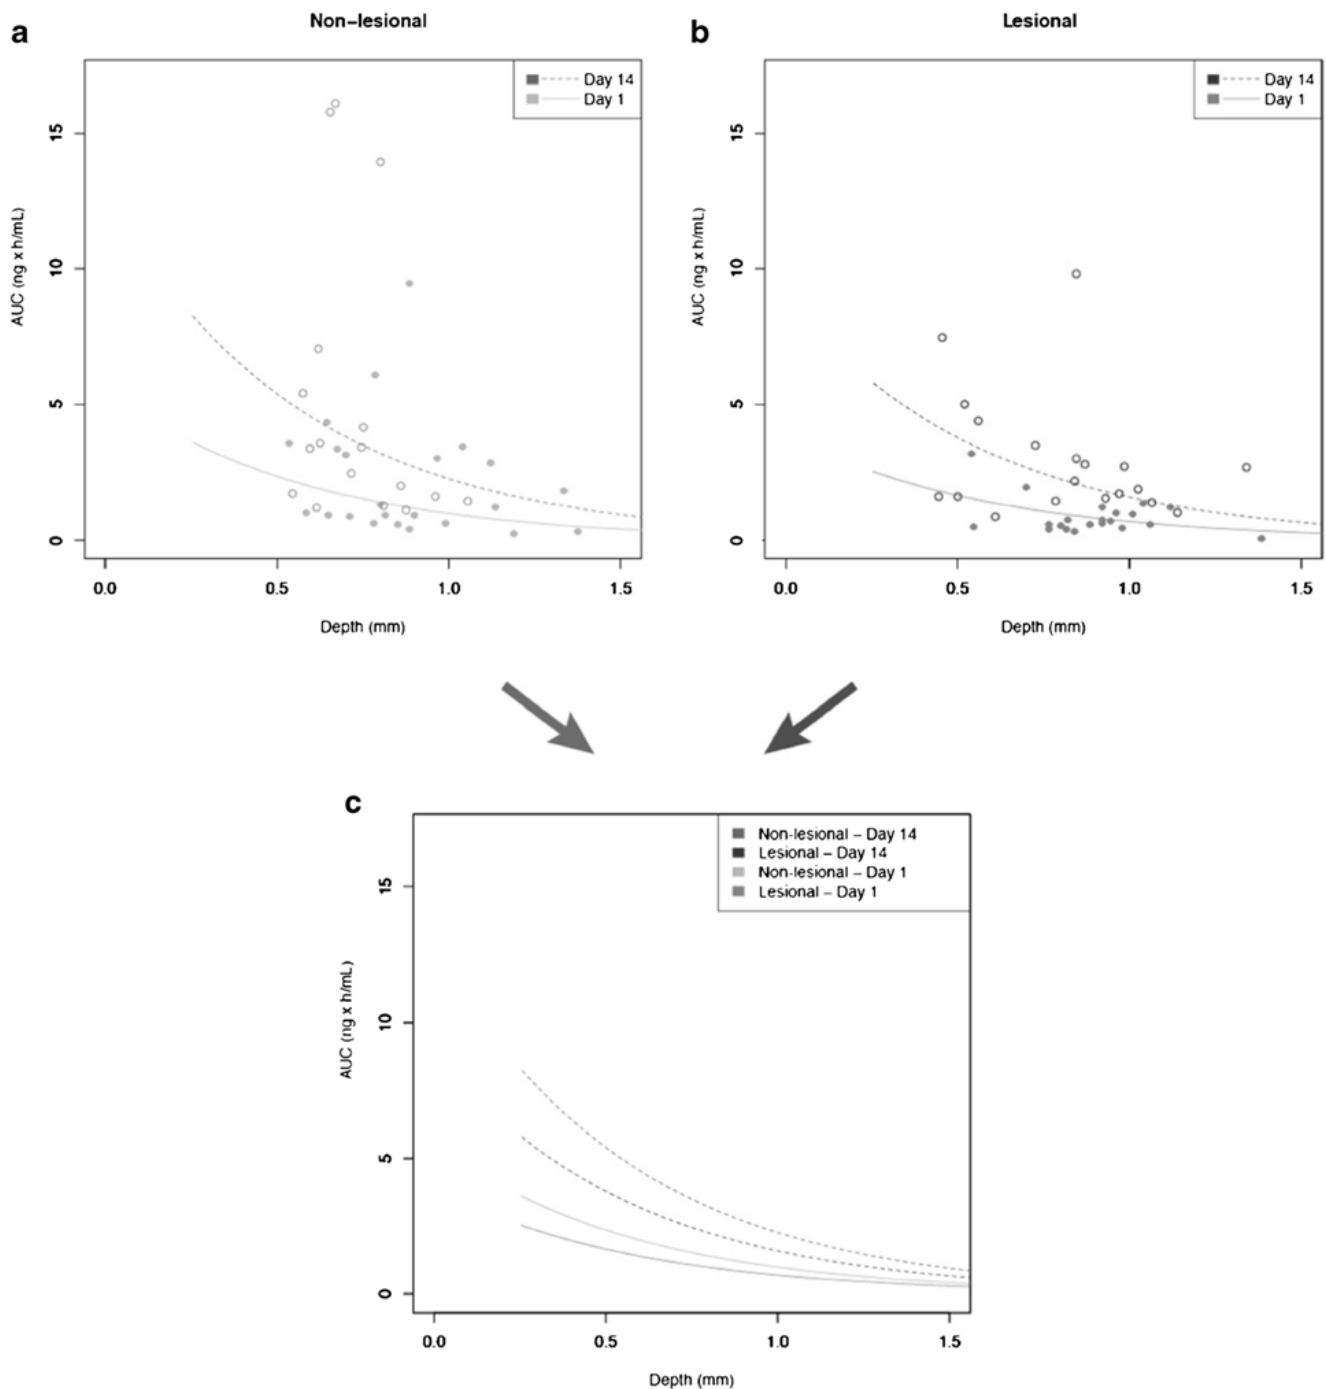 a
Non-lesional
Day 14
Day 1
15
10
5
0
AUC (ng x h/mL)
0.0 0.5 1.0 1.5
Depth (mm)
b
Lesional
Day 14
Day 1
15
10
5
0
AUC (ng x h/mL)
0.0 0.5 1.0 1.5
Depth (mm)
c
Non-lesional – Day 14
Lesional – Day 14
Non-lesional – Day 1
Lesional – Day 1
15
10
5
0
AUC (ng x h/mL)
0.0 0.5 1.0 1.5
Depth (mm)